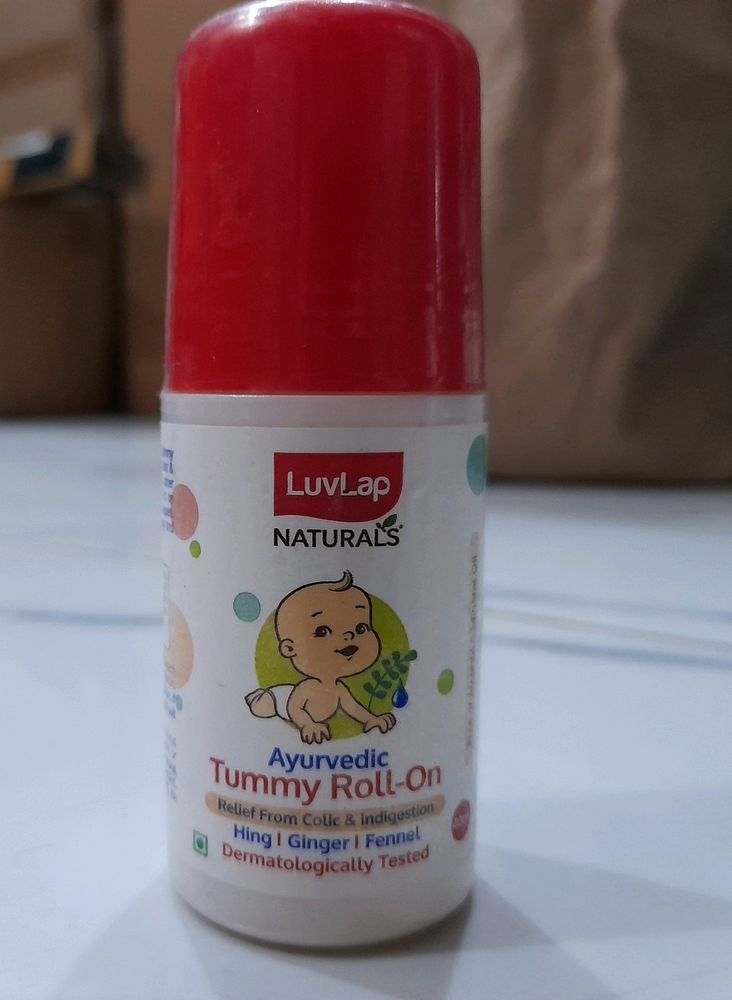 LuvLap
NATURALS
Ayurvedic
Tummy Roll-On
Relief From Colic & Indigestion
Hing | Ginger | Fennel
Dermatologically Tested